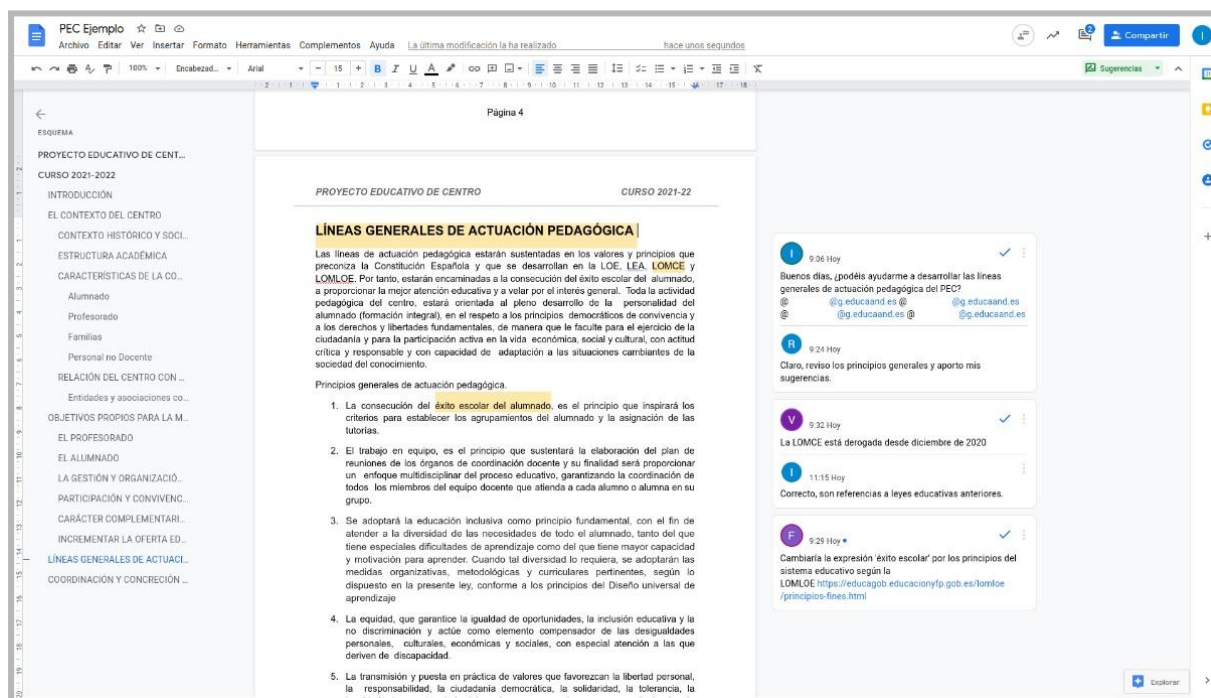 PEC Ejemplo
Archivo Editar Ver Insertar Formato Herramientas Complementos Ayuda La última modificación la ha realizado hace unos segundos
2
Compartir
I
100% Encabezad... Arial - 15 + B I U A
Sugerencias
Página 4
ESQUEMA
PROYECTO EDUCATIVO DE CENT...
CURSO 2021-2022
INTRODUCCIÓN
EL CONTEXTO DEL CENTRO
CONTEXTO HISTÓRICO Y SOCI...
ESTRUCTURA ACADÉMICA
CARACTERÍSTICAS DE LA CO...
Alumnado
Profesorado
Familias
Personal no Docente
RELACIÓN DEL CENTRO CON ...
Entidades y asociaciones co...
OBJETIVOS PROPIOS PARA LA M...
EL PROFESORADO
EL ALUMNADO
LA GESTIÓN Y ORGANIZACIÓ...
PARTICIPACIÓN Y CONVIVENC...
CARÁCTER COMPLEMENTARI...
INCREMENTAR LA OFERTA ED...
LÍNEAS GENERALES DE ACTUACI...
COORDINACIÓN Y CONCRECIÓN ...
PROYECTO EDUCATIVO DE CENTRO CURSO 2021-22
LÍNEAS GENERALES DE ACTUACIÓN PEDAGÓGICA
Las líneas de actuación pedagógica estarán sustentadas en los valores y principios que
preconiza la Constitución Española y que se desarrollan en la LOE, LEA, LOMCE y
LOMLOE. Por tanto, estarán encaminadas a la consecución del éxito escolar del alumnado,
a proporcionar la mejor atención educativa y a velar por el interés general. Toda la actividad
pedagógica del centro, estará orientada al pleno desarrollo de la personalidad del
alumnado (formación integral), en el respeto a los principios democráticos de convivencia y
a los derechos y libertades fundamentales, de manera que le faculte para el ejercicio de la
ciudadanía y para la participación activa en la vida económica, social y cultural, con actitud
crítica y responsable y con capacidad de adaptación a las situaciones cambiantes de la
sociedad del conocimiento.
Principios generales de actuación pedagógica.
1. La consecución del éxito escolar del alumnado, es el principio que inspirará los
criterios para establecer los agrupamientos del alumnado y la asignación de las
tutorías.
2. El trabajo en equipo, es el principio que sustentará la elaboración del plan de
reuniones de los órganos de coordinación docente y su finalidad será proporcionar
un enfoque multidisciplinar del proceso educativo, garantizando la coordinación de
todos los miembros del equipo docente que atienda a cada alumno o alumna en su
grupo.
3. Se adoptará la educación inclusiva como principio fundamental, con el fin de
atender a la diversidad de las necesidades de todo el alumnado, tanto del que
tiene especiales dificultades de aprendizaje como del que tiene mayor capacidad
y motivación para aprender. Cuando tal diversidad lo requiera, se adoptarán las
medidas organizativas, metodológicas y curriculares pertinentes, según lo
dispuesto en la presente ley, conforme a los principios del Diseño universal de
aprendizaje
4. La equidad, que garantice la igualdad de oportunidades, la inclusión educativa y la
no discriminación y actúe como elemento compensador de las desigualdades
personales, culturales, económicas y sociales, con especial atención a las que
deriven de discapacidad.
5. La transmisión y puesta en práctica de valores que favorezcan la libertad personal,
la responsabilidad, la ciudadanía democrática, la solidaridad, la tolerancia, la
I 9:06 Hoy
Buenos días, ¿podéis ayudarme a desarrollar las líneas
generales de actuación pedagógica del PEC?
@ @g.educaand.es @ @g.educaand.es
@ @g.educaand.es @ @g.educaand.es
R 9:24 Hoy
Claro, reviso los principios generales y aporto mis
sugerencias.
V 9:32 Hoy
La LOMCE está derogada desde diciembre de 2020
I 11:15 Hoy
Correcto, son referencias a leyes educativas anteriores.
F 9:29 Hoy
Cambiaría la expresión 'éxito escolar' por los principios del
sistema educativo según la
LOMLOE https://educagob.educacionyfp.gob.es/lomloe
/principios-fines.html
Explorar